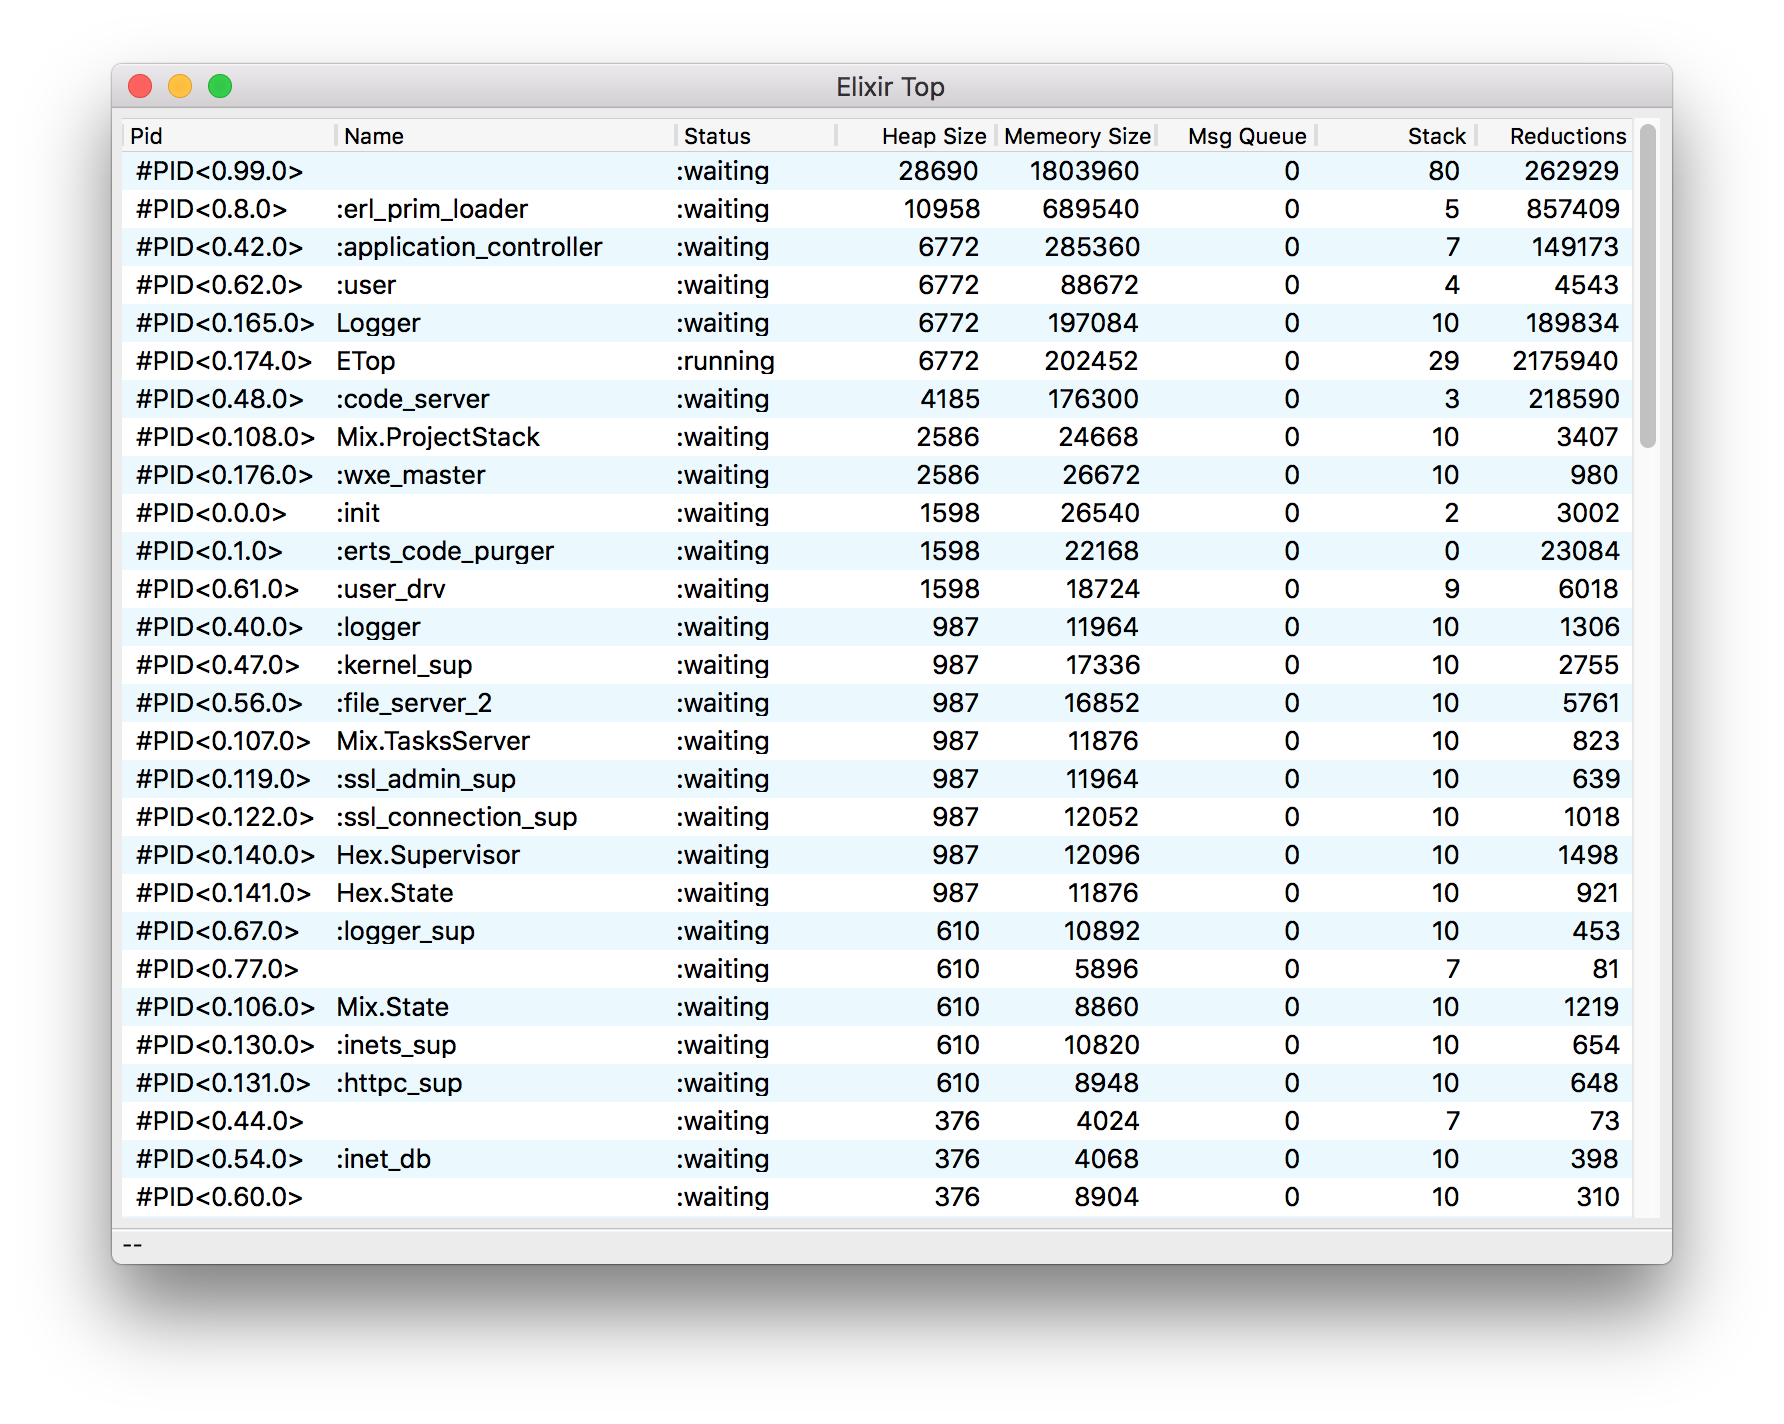 Elixir Top
Pid Name Status Heap Size Memeory Size Msg Queue Stack Reductions
#PID<0.99.0> :waiting 28690 1803960 0 80 262929
#PID<0.8.0> :erl_prim_loader :waiting 10958 689540 0 5 857409
#PID<0.42.0> :application_controller :waiting 6772 285360 0 7 149173
#PID<0.62.0> :user :waiting 6772 88672 0 4 4543
#PID<0.165.0> Logger :waiting 6772 197084 0 10 189834
#PID<0.174.0> ETop :running 6772 202452 0 29 2175940
#PID<0.48.0> :code_server :waiting 4185 176300 0 3 218590
#PID<0.108.0> Mix.ProjectStack :waiting 2586 24668 0 10 3407
#PID<0.176.0> :wxe_master :waiting 2586 26672 0 10 980
#PID<0.0.0> :init :waiting 1598 26540 0 2 3002
#PID<0.1.0> :erts_code_purger :waiting 1598 22168 0 0 23084
#PID<0.61.0> :user_drv :waiting 1598 18724 0 9 6018
#PID<0.40.0> :logger :waiting 987 11964 0 10 1306
#PID<0.47.0> :kernel_sup :waiting 987 17336 0 10 2755
#PID<0.56.0> :file_server_2 :waiting 987 16852 0 10 5761
#PID<0.107.0> Mix.TasksServer :waiting 987 11876 0 10 823
#PID<0.119.0> :ssl_admin_sup :waiting 987 11964 0 10 639
#PID<0.122.0> :ssl_connection_sup :waiting 987 12052 0 10 1018
#PID<0.140.0> Hex.Supervisor :waiting 987 12096 0 10 1498
#PID<0.141.0> Hex.State :waiting 987 11876 0 10 921
#PID<0.67.0> :logger_sup :waiting 610 10892 0 10 453
#PID<0.77.0> :waiting 610 5896 0 7 81
#PID<0.106.0> Mix.State :waiting 610 8860 0 10 1219
#PID<0.130.0> :inets_sup :waiting 610 10820 0 10 654
#PID<0.131.0> :httpc_sup :waiting 610 8948 0 10 648
#PID<0.44.0> :waiting 376 4024 0 7 73
#PID<0.54.0> :inet_db :waiting 376 4068 0 10 398
#PID<0.60.0> :waiting 376 8904 0 10 310
--